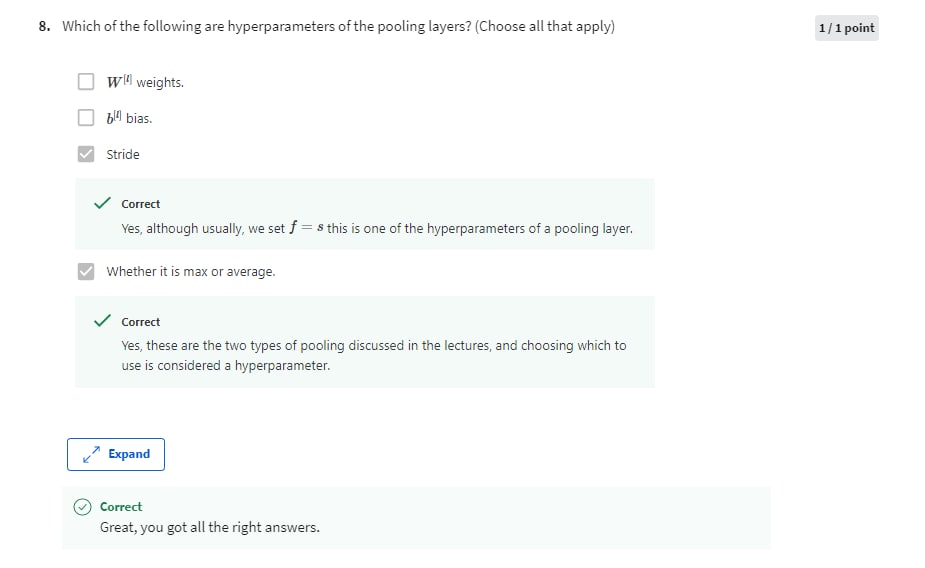 8. Which of the following are hyperparameters of the pooling layers? (Choose all that apply)
1 / 1 point
W[l] weights.
b[l] bias.
Stride
Correct
Yes, although usually, we set f = s this is one of the hyperparameters of a pooling layer.
Whether it is max or average.
Correct
Yes, these are the two types of pooling discussed in the lectures, and choosing which to
use is considered a hyperparameter.
Expand
Correct
Great, you got all the right answers.